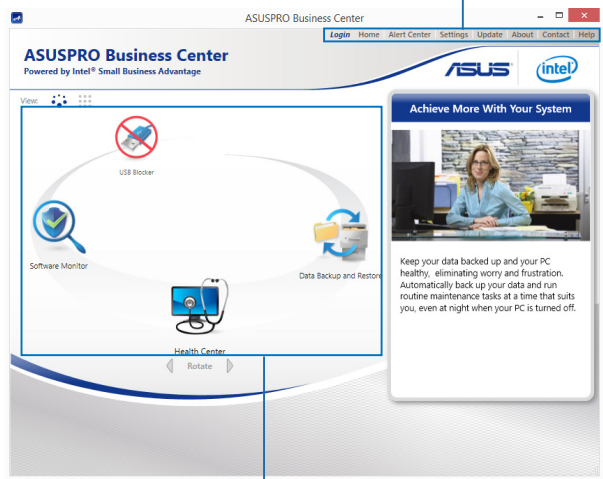 ASUSPRO Business Center
Login Home Alert Center Settings Update About Contact Help
ASUSPRO Business Center
Powered by Intel® Small Business Advantage
ASUS
intel
View:
USB Blocker
Software Monitor
Data Backup and Restore
Health Center
Rotate
Achieve More With Your System
Keep your data backed up and your PC
healthy, eliminating worry and frustration.
Automatically back up your data and run
routine maintenance tasks at a time that suits
you, even at night when your PC is turned off.